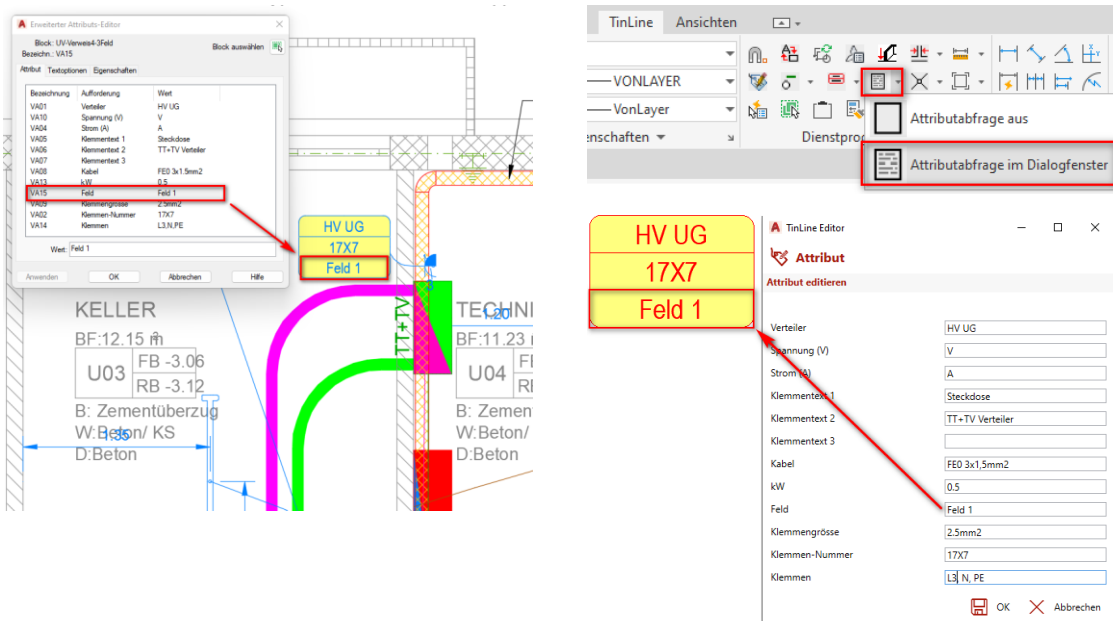 Erweiterter Attributs-Editor
Block: UV-Verweis4-3Feld
Bezeichn.: VA15
Block auswählen
Attribut Textoptionen Eigenschaften
Bezeichnung Aufforderung Wert
VA01 Verteiler HV UG
VA10 Spannung (V) V
VA04 Strom (A) A
VA05 Klemmentext 1 Steckdose
VA06 Klemmentext 2 TT+TV Verteiler
VA07 Klemmentext 3
VA08 Kabel FE0 3x1.5mm2
VA13 kW 0.5
VA15 Feld Feld 1
VA09 Klemmengrösse 2.5mm2
VA02 Klemmen-Nummer 17X7
VA14 Klemmen L3,N,PE
Wert: Feld 1
Anwenden OK Abbrechen Hilfe
HV UG
17X7
Feld 1
TT+TV
KELLER
BF:12.15 m
U03
FB -3.06
RB -3.12
B: Zementüberzug
W:Beton/ KS
D:Beton
1.35
TECHNI
1.20
BF:11.23
U04
B: Zemen
W:Beton/
D:Beton
TinLine Ansichten
VONLAYER
VonLayer
enschaften
Dienstpro
Attributabfrage aus
Attributabfrage im Dialogfenster
HV UG
17X7
Feld 1
TinLine Editor
Attribut
Attribut editieren
Verteiler HV UG
Spannung (V) V
Strom (A) A
Klemmentext 1 Steckdose
Klemmentext 2 TT+TV Verteiler
Klemmentext 3
Kabel FE0 3x1,5mm2
kW 0.5
Feld Feld 1
Klemmengrösse 2.5mm2
Klemmen-Nummer 17X7
Klemmen L3, N, PE
OK Abbrechen